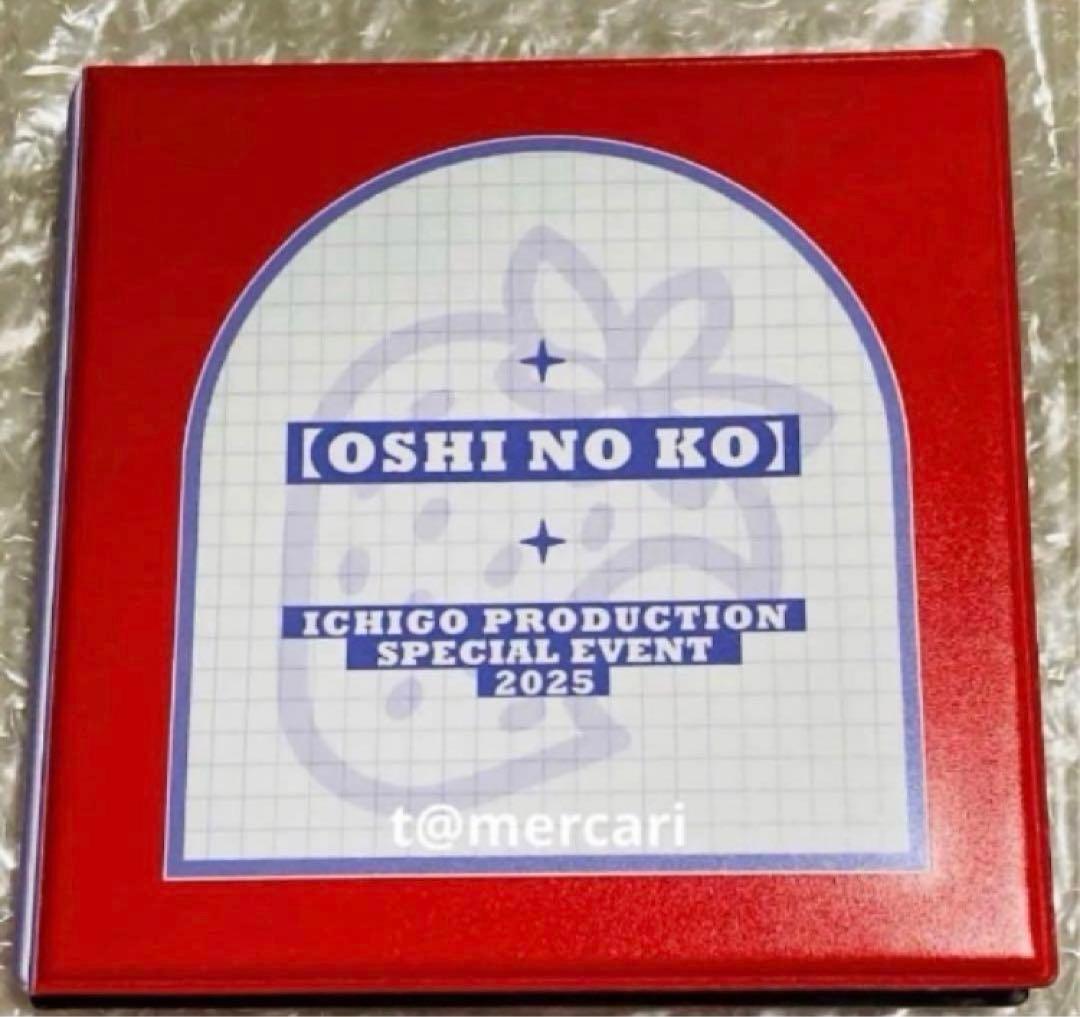 【OSHI NO KO】
ICHIGO PRODUCTION
SPECIAL EVENT
2025
t@mercari